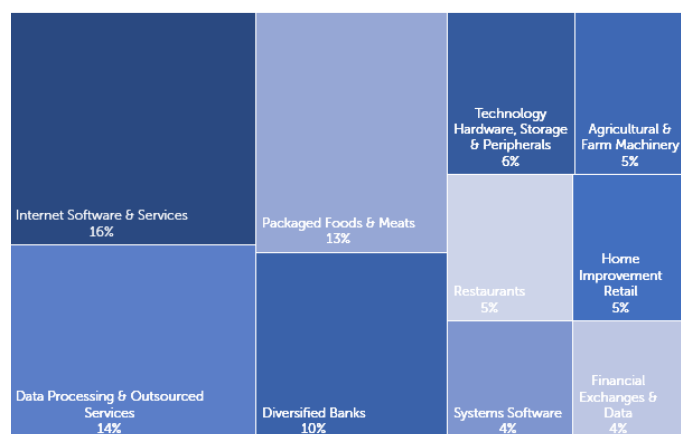 Internet Software & Services
16%
Data Processing & Outsourced
Services
14%
Packaged Foods & Meats
13%
Diversified Banks
10%
Technology
Hardware, Storage
& Peripherals
6%
Agricultural &
Farm Machinery
5%
Restaurants
5%
Home
Improvement
Retail
5%
Systems Software
4%
Financial
Exchanges &
Data
4%